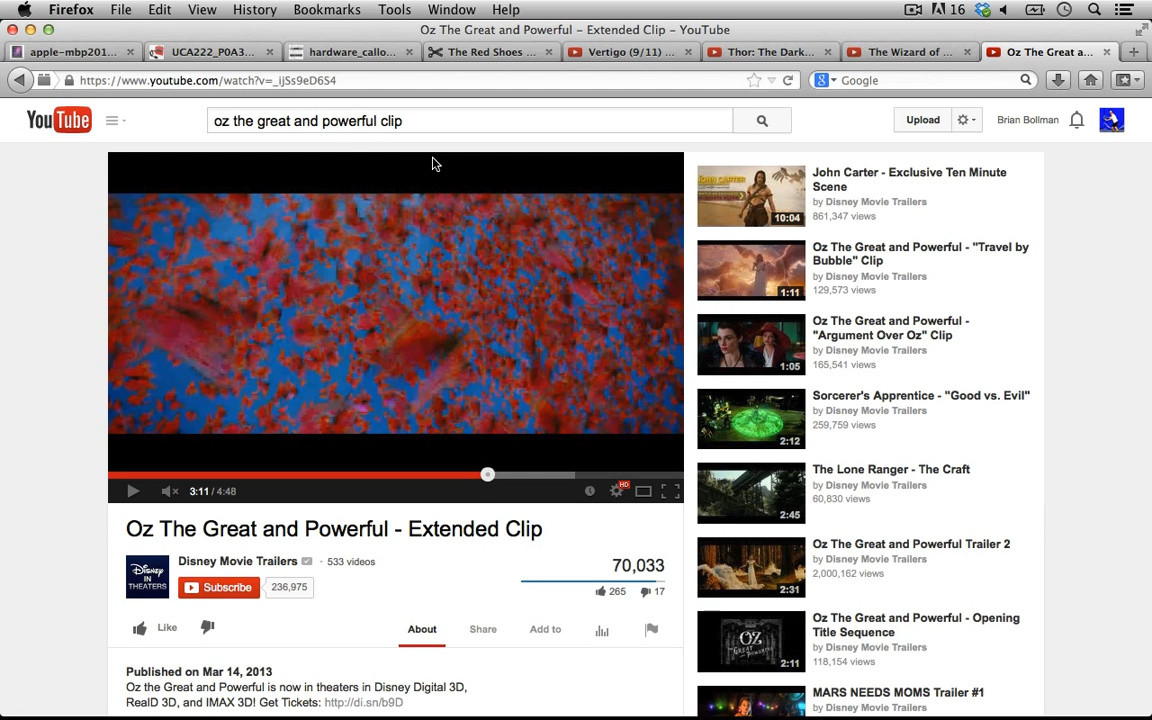 Firefox File Edit View History Bookmarks Tools Window Help 16
Oz The Great and Powerful - Extended Clip - YouTube
apple-mbp201... × UCA222_P0A3... × hardware_callo... × The Red Shoes ... × Vertigo (9/11) ... × Thor: The Dark... × The Wizard of ... × Oz The Great a... × +
https://www.youtube.com/watch?v=_ijSs9eD6S4 Google
YouTube oz the great and powerful clip Upload Brian Bollman
John Carter - Exclusive Ten Minute
Scene
by Disney Movie Trailers
861,347 views
JOHN CARTER
10:04
Oz The Great and Powerful - "Travel by
Bubble" Clip
by Disney Movie Trailers
129,573 views
1:11
Oz The Great and Powerful -
"Argument Over Oz" Clip
by Disney Movie Trailers
165,541 views
1:05
Sorcerer's Apprentice - "Good vs. Evil"
by Disney Movie Trailers
259,759 views
2:12
The Lone Ranger - The Craft
by Disney Movie Trailers
60,830 views
2:45
3:11 / 4:48 HD
Oz The Great and Powerful - Extended Clip
Disney IN THEATERS
Disney Movie Trailers · 533 videos
Subscribe 236,975
70,033
265 17
Like About Share Add to
Published on Mar 14, 2013
Oz the Great and Powerful is now in theaters in Disney Digital 3D,
RealD 3D, and IMAX 3D! Get Tickets: http://di.sn/b9D
Oz The Great and Powerful Trailer 2
by Disney Movie Trailers
2,000,162 views
2:31
Oz The Great and Powerful - Opening
Title Sequence
by Disney Movie Trailers
118,154 views
OZ
2:11
MARS NEEDS MOMS Trailer #1
by Disney Movie Trailers